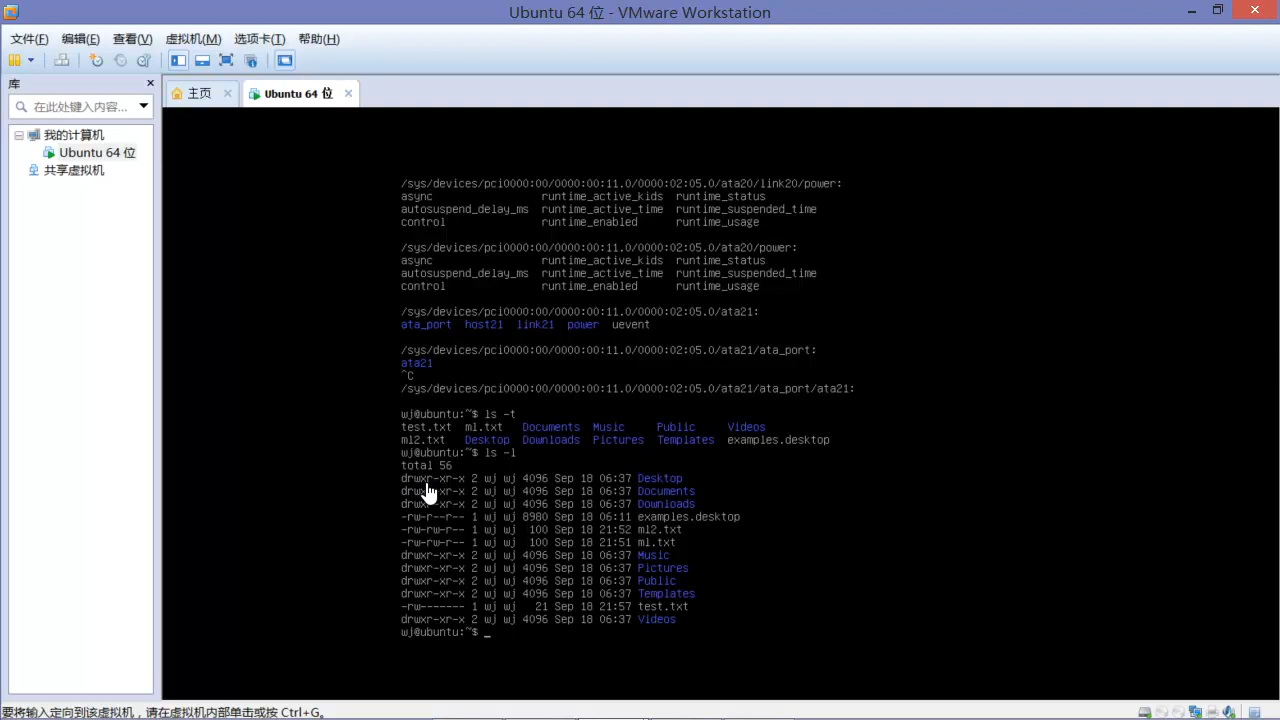 Ubuntu 64 位 - VMware Workstation
文件(F) 编辑(E) 查看(V) 虚拟机(M) 选项卡(T) 帮助(H)
库
在此处键入内容...
我的计算机
Ubuntu 64 位
共享虚拟机
主页
Ubuntu 64 位
/sys/devices/pci0000:00/0000:00:11.0/0000:02:05.0/ata20/link20/power:
async runtime_active_kids runtime_status
autosuspend_delay_ms runtime_active_time runtime_suspended_time
control runtime_enabled runtime_usage
/sys/devices/pci0000:00/0000:00:11.0/0000:02:05.0/ata20/power:
async runtime_active_kids runtime_status
autosuspend_delay_ms runtime_active_time runtime_suspended_time
control runtime_enabled runtime_usage
/sys/devices/pci0000:00/0000:00:11.0/0000:02:05.0/ata21:
ata_port host21 link21 power uevent
/sys/devices/pci0000:00/0000:00:11.0/0000:02:05.0/ata21/ata_port:
ata21
^C
/sys/devices/pci0000:00/0000:00:11.0/0000:02:05.0/ata21/ata_port/ata21:
wj@ubuntu:~$ ls -t
test.txt ml.txt Documents Music Public Videos
ml2.txt Desktop Downloads Pictures Templates examples.desktop
wj@ubuntu:~$ ls -l
total 56
drwxr-xr-x 2 wj wj 4096 Sep 18 06:37 Desktop
drwxr-xr-x 2 wj wj 4096 Sep 18 06:37 Documents
drwxr-xr-x 2 wj wj 4096 Sep 18 06:37 Downloads
-rw-r--r-- 1 wj wj 8980 Sep 18 06:11 examples.desktop
-rw-rw-r-- 1 wj wj 100 Sep 18 21:52 ml2.txt
-rw-rw-r-- 1 wj wj 100 Sep 18 21:51 ml.txt
drwxr-xr-x 2 wj wj 4096 Sep 18 06:37 Music
drwxr-xr-x 2 wj wj 4096 Sep 18 06:37 Pictures
drwxr-xr-x 2 wj wj 4096 Sep 18 06:37 Public
drwxr-xr-x 2 wj wj 4096 Sep 18 06:37 Templates
-rw------- 1 wj wj 21 Sep 18 21:57 test.txt
drwxr-xr-x 2 wj wj 4096 Sep 18 06:37 Videos
wj@ubuntu:~$ _
要将输入定向到该虚拟机，请在虚拟机内部单击或按 Ctrl+G。